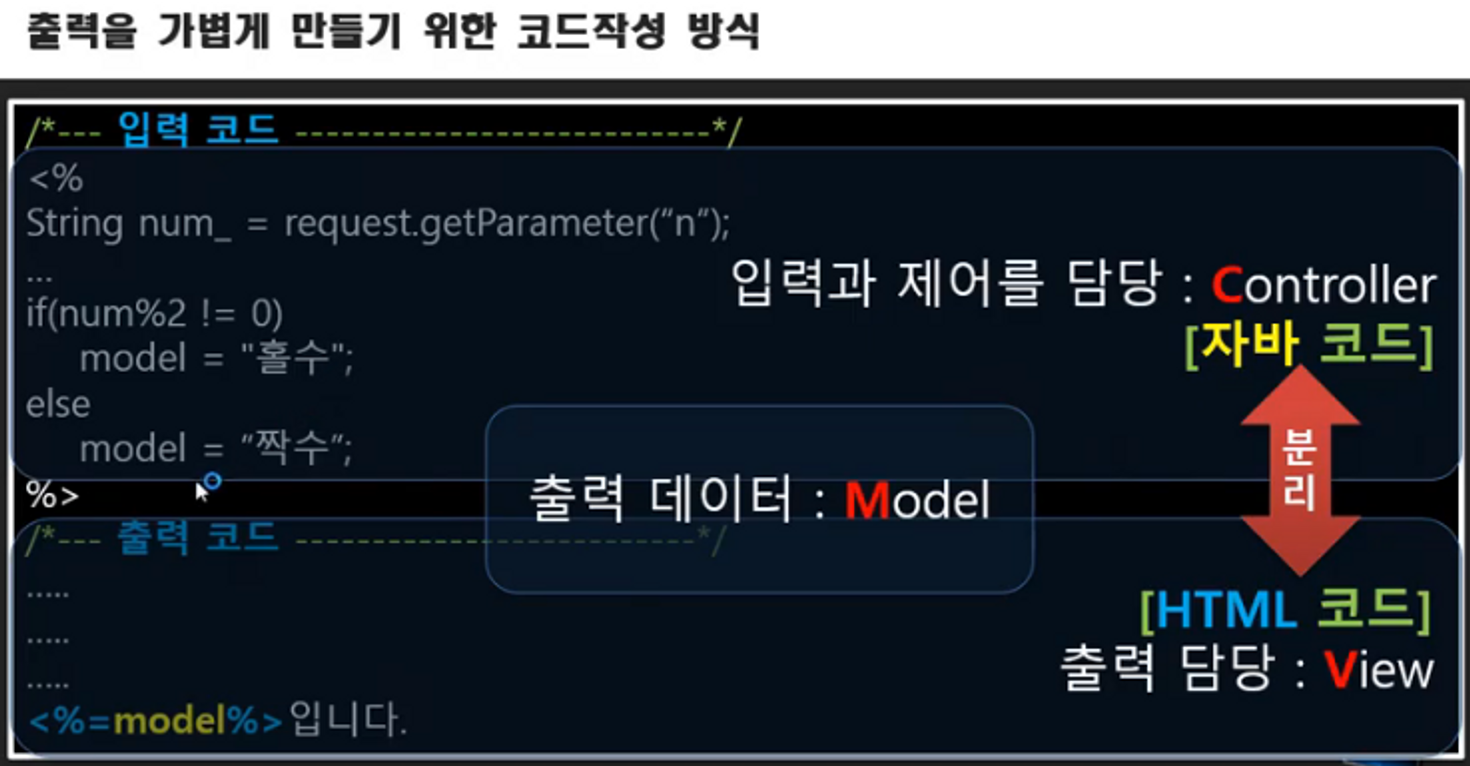 출력을 가볍게 만들기 위한 코드작성 방식
/*--- 입력 코드 ---------------------------*/
<%
String num_ = request.getParameter(“n”);
...
입력과 제어를 담당 : Controller
if(num%2 != 0)
[자바 코드]
model = "홀수";
else
model = ”짝수”;
분
리
%>
출력 데이터 : Model
/*--- 출력 코드 --------------------------*/
.....
[HTML 코드]
.....
출력 담당 : View
.....
<%=model%>입니다.